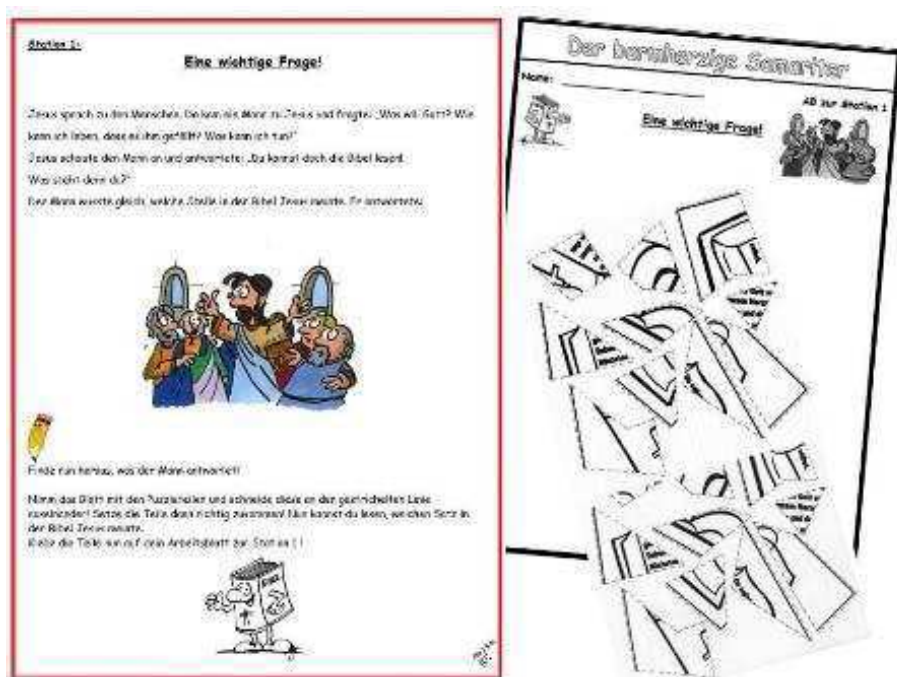 Station 1:
Eine wichtige Frage!
Jesus sprach zu den Menschen. Da kam ein Mann zu Jesus und fragte: „Was will Gott? Wie
kann ich leben, dass es ihm gefällt? Was kann ich tun?"
Jesus schaute den Mann an und antwortete: „Du kannst doch die Bibel lesen!
Was steht denn da?"
Der Mann wusste gleich, welche Stelle in der Bibel Jesus meinte. Er antwortete:
Finde nun heraus, was der Mann antwortet!
Nimm das Blatt mit den Puzzleteilen und schneide diese an den gestrichelten Linie
auseinander! Setze die Teile dann richtig zusammen! Nun kannst du lesen, welchen Satz in
der Bibel Jesus meinte.
Klebe die Teile nun auf dein Arbeitsblatt zur Station 1!
Der barmherzige Samariter
Name:
AB zur Station 1
Eine wichtige Frage!